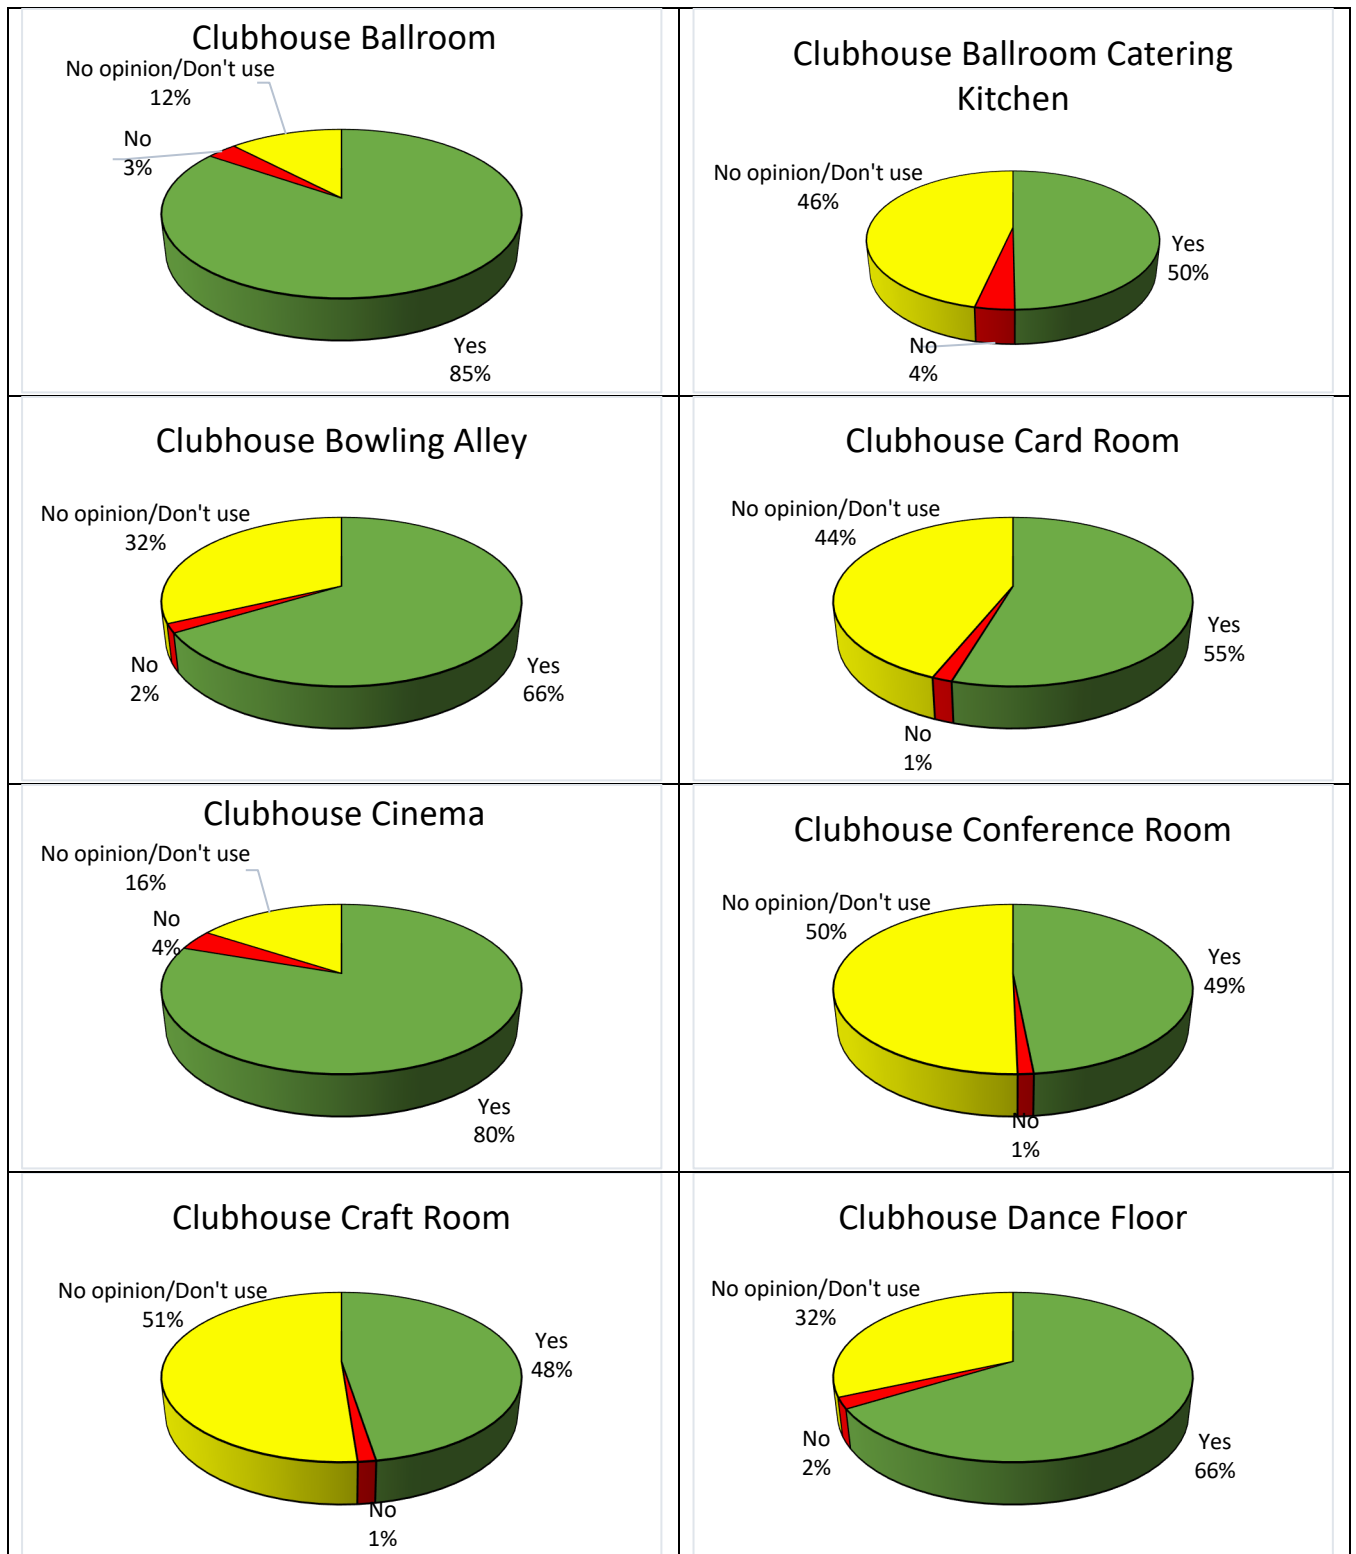 Clubhouse Ballroom
No opinion/Don't use
12%
No
3%
Yes
85%
Clubhouse Ballroom Catering
Kitchen
No opinion/Don't use
46%
Yes
50%
No
4%
Clubhouse Bowling Alley
No opinion/Don't use
32%
No
2%
Yes
66%
Clubhouse Card Room
No opinion/Don't use
44%
Yes
55%
No
1%
Clubhouse Cinema
No opinion/Don't use
16%
No
4%
Yes
80%
Clubhouse Conference Room
No opinion/Don't use
50%
Yes
49%
No
1%
Clubhouse Craft Room
No opinion/Don't use
51%
Yes
48%
No
1%
Clubhouse Dance Floor
No opinion/Don't use
32%
No
2%
Yes
66%